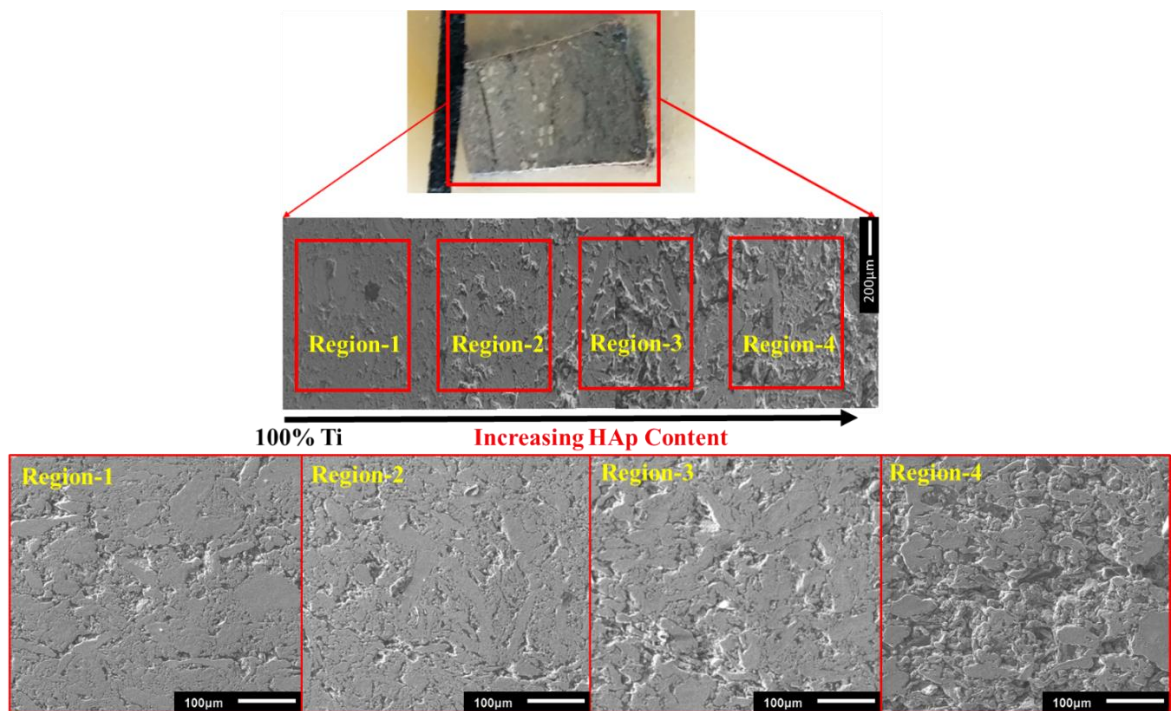 Region-1
Region-2
Region-3
Region-4
200µm
100% Ti
Increasing HAp Content
Region-1
Region-2
Region-3
Region-4
100µm
100µm
100µm
100µm